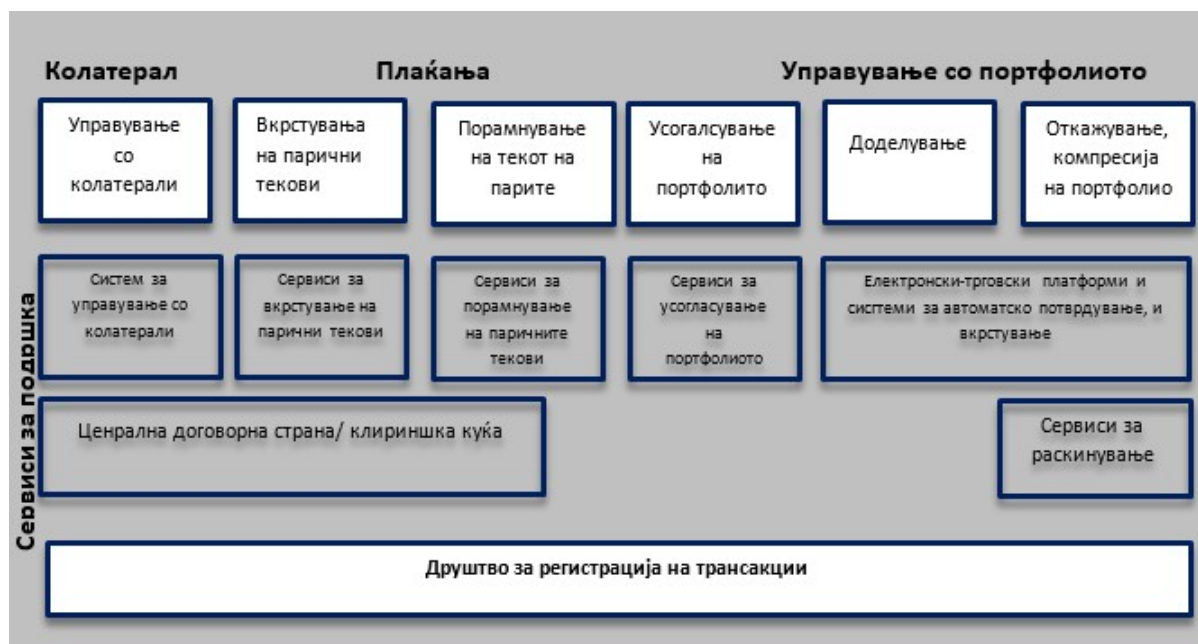 Колатерал
Плаќања
Управување со портфолиото
Управување
со
колатерали
Вкрстувања
на парични
текови
Порамнување
на текот на
парите
Усогалсување
на
портфолито
Доделување
Откажување,
компресија
на портфолио
Сервиси за подршка
Систем за
управување со
колатерали
Сервиси за
вкрстување на
парични текови
Сервиси за
порамнување
на паричните
текови
Сервиси за
усогласување
на
портфолиото
Електронски-трговски платформи и
системи за автоматско потврдување, и
вкрстување
Ценрална договорна страна/ клириншка куќа
Сервиси за
раскинување
Друштво за регистрација на трансакции